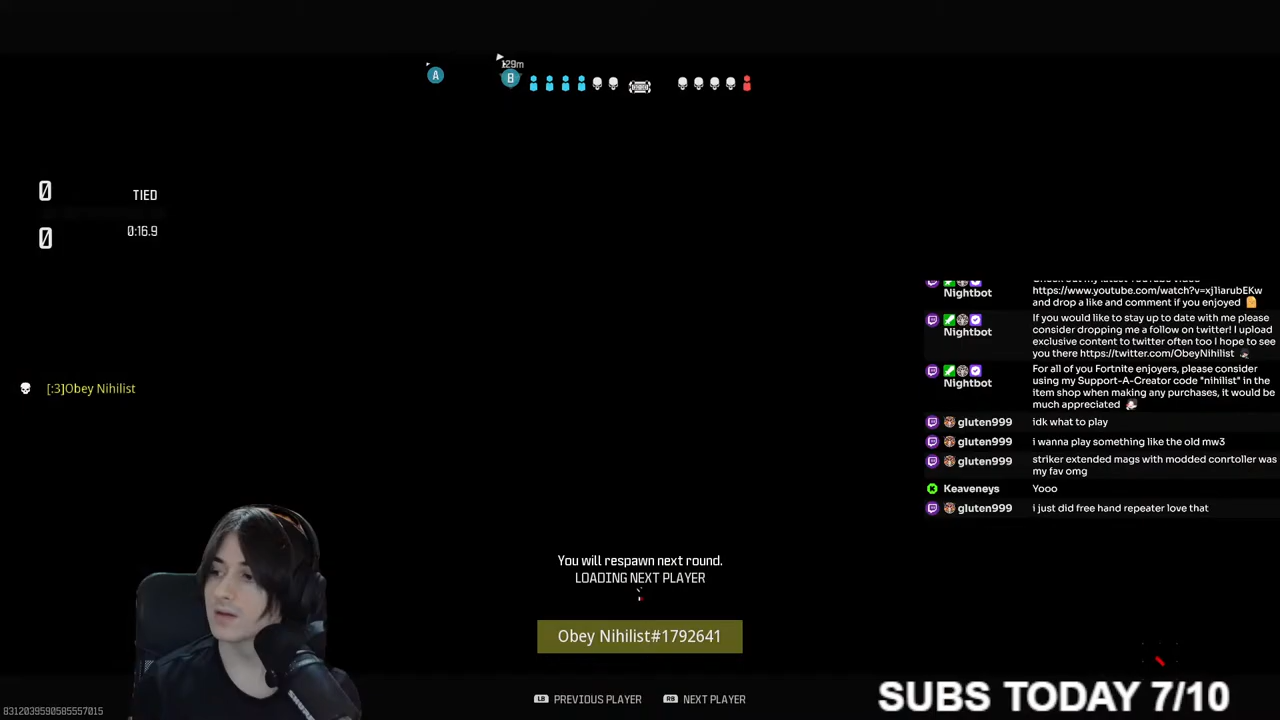 129m
A
B
0
TIED
0:16.9
0
[:3]Obey Nihilist
Nightbot
https://www.youtube.com/watch?v=xj1iarubEKw
and drop a like and comment if you enjoyed
Nightbot
If you would like to stay up to date with me please
consider dropping me a follow on twitter! I upload
exclusive content to twitter often too I hope to see
you there https://twitter.com/ObeyNihilist
Nightbot
For all of you Fortnite enjoyers, please consider
using my Support-A-Creator code "nihilist" in the
item shop when making any purchases, it would be
much appreciated
gluten999 idk what to play
gluten999 i wanna play something like the old mw3
gluten999 striker extended mags with modded conrtoller was
my fav omg
Keaveneys Yooo
gluten999 i just did free hand repeater love that
You will respawn next round.
LOADING NEXT PLAYER
Obey Nihilist#1792641
LB PREVIOUS PLAYER RB NEXT PLAYER
SUBS TODAY 7/10